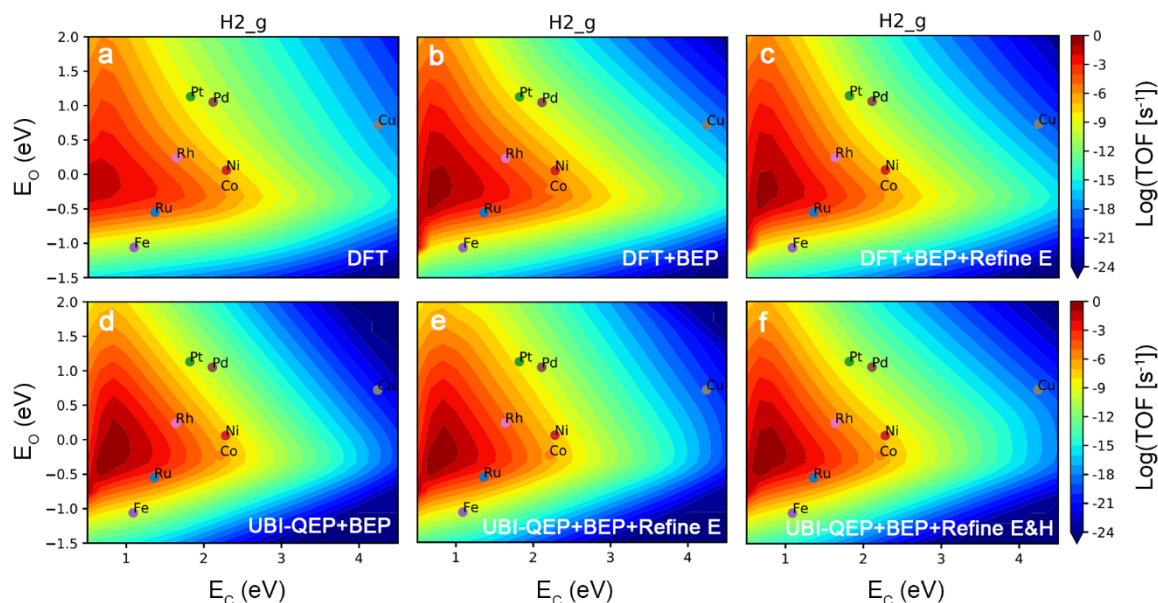 H2_g
H2_g
H2_g
a
b
c
d
e
f
E_O (eV)
2.0
1.5
1.0
0.5
0.0
−0.5
−1.0
−1.5
Pt
Pd
Cu
Rh
Ni
Co
Ru
Fe
DFT
Pt
Pd
Cu
Rh
Ni
Co
Ru
Fe
DFT+BEP
Pt
Pd
Cu
Rh
Ni
Co
Ru
Fe
DFT+BEP+Refine E
0
-3
-6
-9
-12
-15
-18
-21
-24
Log(TOF [s⁻¹])
E_O (eV)
2.0
1.5
1.0
0.5
0.0
−0.5
−1.0
−1.5
Pt
Pd
Cu
Rh
Ni
Co
Ru
Fe
UBI-QEP+BEP
Pt
Pd
Cu
Rh
Ni
Co
Ru
Fe
UBI-QEP+BEP+Refine E
Pt
Pd
Cu
Rh
Ni
Co
Ru
Fe
UBI-QEP+BEP+Refine E&H
0
-3
-6
-9
-12
-15
-18
-21
-24
Log(TOF [s⁻¹])
1 2 3 4
1 2 3 4
1 2 3 4
E_C (eV)
E_C (eV)
E_C (eV)